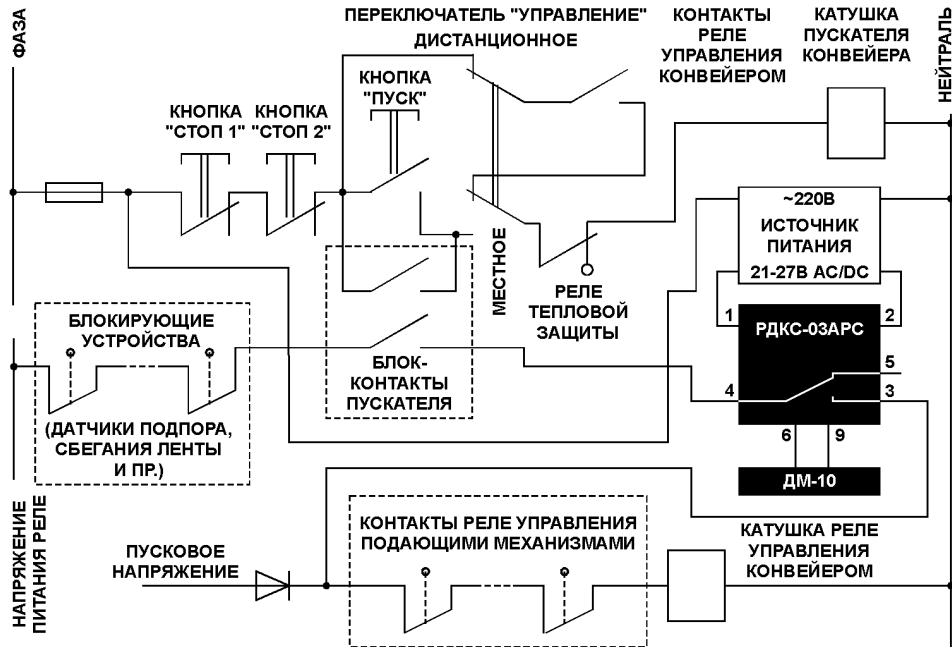 ФАЗА
ПЕРЕКЛЮЧАТЕЛЬ "УПРАВЛЕНИЕ"
ДИСТАНЦИОННОЕ
КОНТАКТЫ
РЕЛЕ
УПРАВЛЕНИЯ
КОНВЕЙЕРОМ
КАТУШКА
ПУСКАТЕЛЯ
КОНВЕЙЕРА
НЕЙТРАЛЬ
КНОПКА
"СТОП 1"
КНОПКА
"СТОП 2"
КНОПКА
"ПУСК"
МЕСТНОЕ
РЕЛЕ
ТЕПЛОВОЙ
ЗАЩИТЫ
~220В
ИСТОЧНИК
ПИТАНИЯ
21-27В AC/DC
1
2
РДКС-03АРС
5
4
3
6
9
ДМ-10
БЛОКИРУЮЩИЕ
УСТРОЙСТВА
(ДАТЧИКИ ПОДПОРА,
СБЕГАНИЯ ЛЕНТЫ
И ПР.)
БЛОК-
КОНТАКТЫ
ПУСКАТЕЛЯ
НАПРЯЖЕНИЕ
ПИТАНИЯ РЕЛЕ
ПУСКОВОЕ
НАПРЯЖЕНИЕ
КОНТАКТЫ РЕЛЕ УПРАВЛЕНИЯ
ПОДАЮЩИМИ МЕХАНИЗМАМИ
КАТУШКА РЕЛЕ
УПРАВЛЕНИЯ
КОНВЕЙЕРОМ